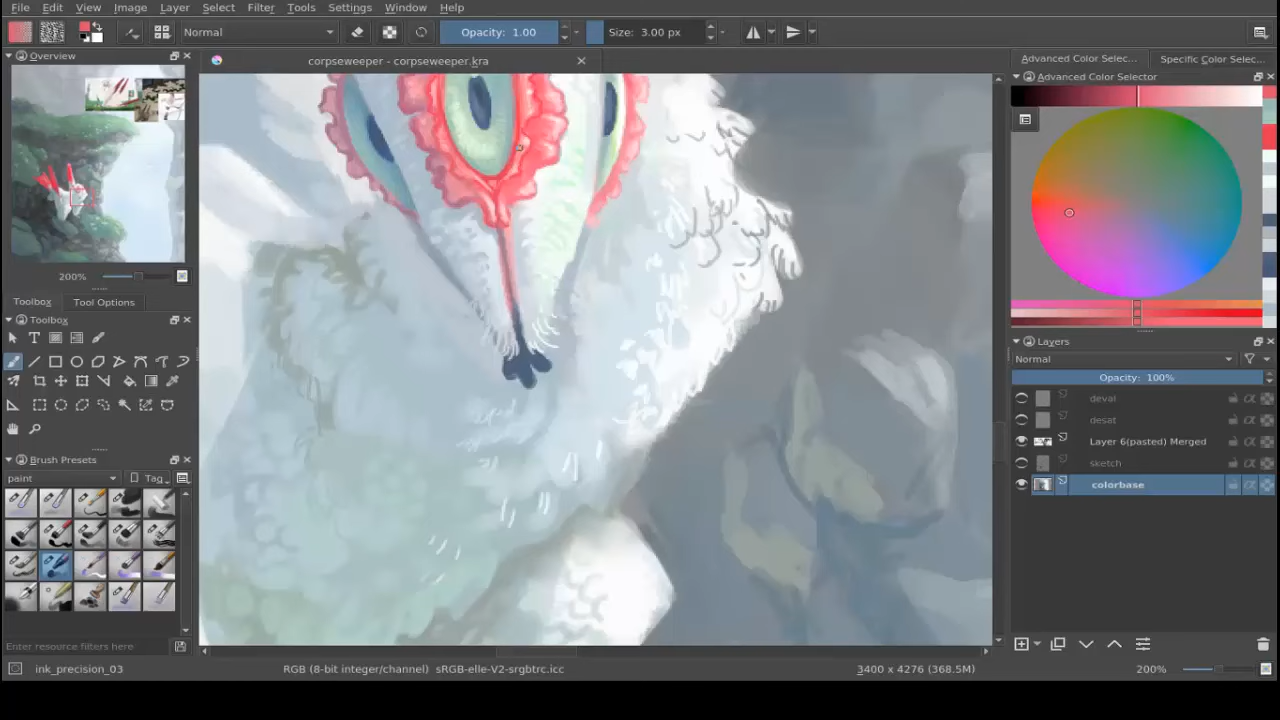 File Edit View Image Layer Select Filter Tools Settings Window Help
Normal Opacity: 1.00 Size: 3.00 px
Overview corpseweeper - corpseweeper.kra Advanced Color Selec... Specific Color Selec...
Advanced Color Selector
200%
Toolbox Tool Options
Toolbox
Layers
Normal
Opacity: 100%
deval
desat
Layer 6(pasted) Merged
sketch
colorbase
Brush Presets
paint Tag
Enter resource filters here
ink_precision_03 RGB (8-bit integer/channel) sRGB-elle-V2-srgbtrc.icc 3400 x 4276 (368.5M) 200%